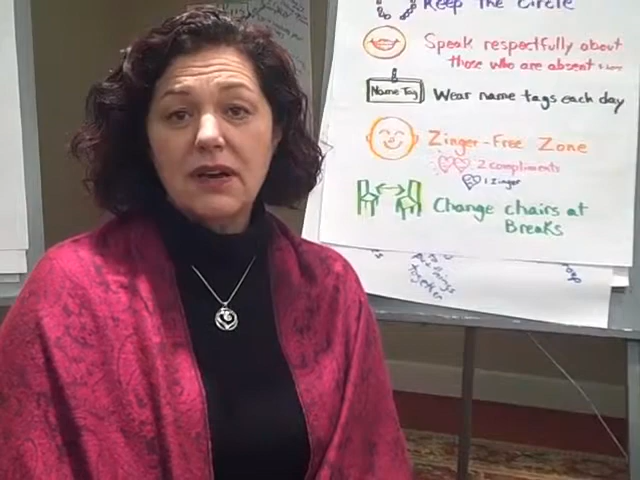 Keep The Circle
Speak respectfully about
those who are absent
Name Tag
Wear name tags each day
Zinger-Free Zone
2 compliments
1 zinger
Change chairs at
Breaks